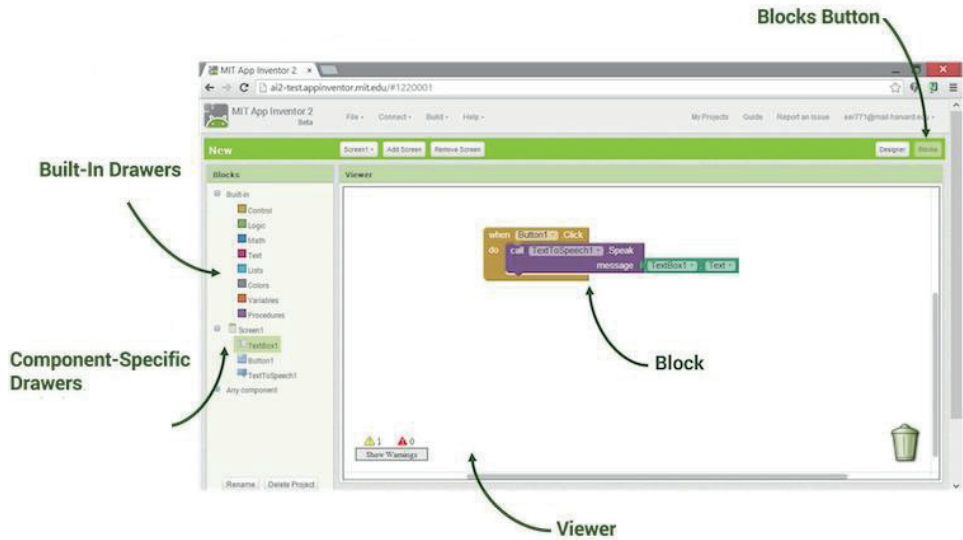 Blocks Button
MIT App Inventor 2
ai2-test.appinventor.mit.edu/#1220001
MIT App Inventor 2
Beta
File Connect Build Help
My Projects Guide Report an Issue
New
Screen1 Add Screen Remove Screen
Designer Blocks
Blocks
Viewer
Built-In Drawers
Built-in
Control
Logic
Math
Text
Lists
Colors
Variables
Procedures
Screen1
TextBox1
Button1
TextToSpeech1
Any component
Component-Specific
Drawers
when Button1 .Click
do call TextToSpeech1 .Speak
message TextBox1 . Text
Block
1 0
Show Warnings
Rename Delete Project
Viewer